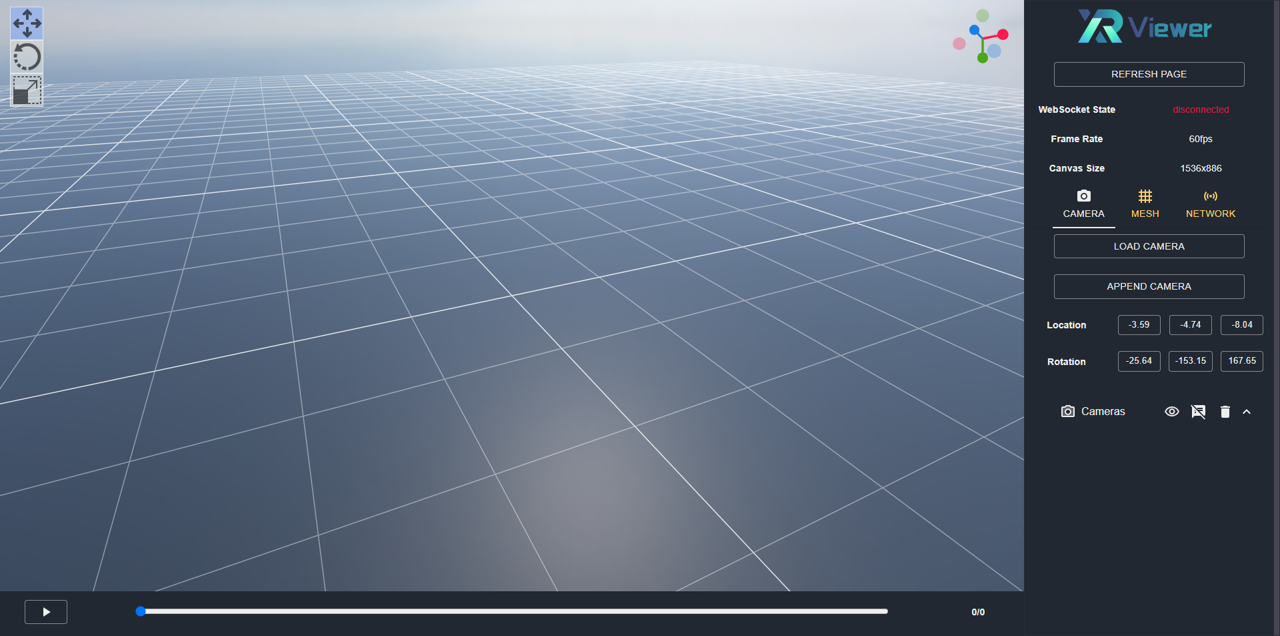 XR Viewer
REFRESH PAGE
WebSocket State disconnected
Frame Rate 60fps
Canvas Size 1536x886
CAMERA MESH NETWORK
LOAD CAMERA
APPEND CAMERA
Location -3.59 -4.74 -8.04
Rotation -25.64 -153.15 167.65
Cameras
0/0